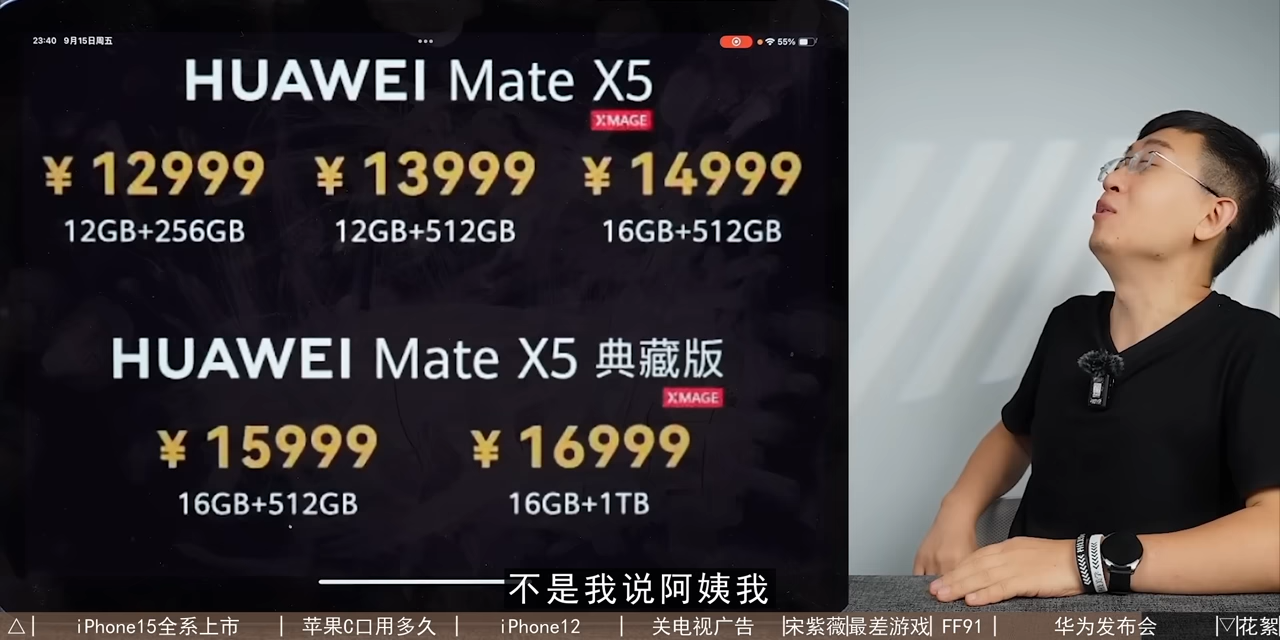 23:40 9月15日周五
55%
HUAWEI Mate X5
XMAGE
¥ 12999 ¥ 13999 ¥ 14999
12GB+256GB 12GB+512GB 16GB+512GB
HUAWEI Mate X5 典藏版
XMAGE
¥ 15999 ¥ 16999
16GB+512GB 16GB+1TB
不是我说阿姨我
△| iPhone15全系上市 | 苹果C口用多久 | iPhone12 | 关电视广告 |宋紫薇|最差游戏| FF91 | 华为发布会 |▽|花絮